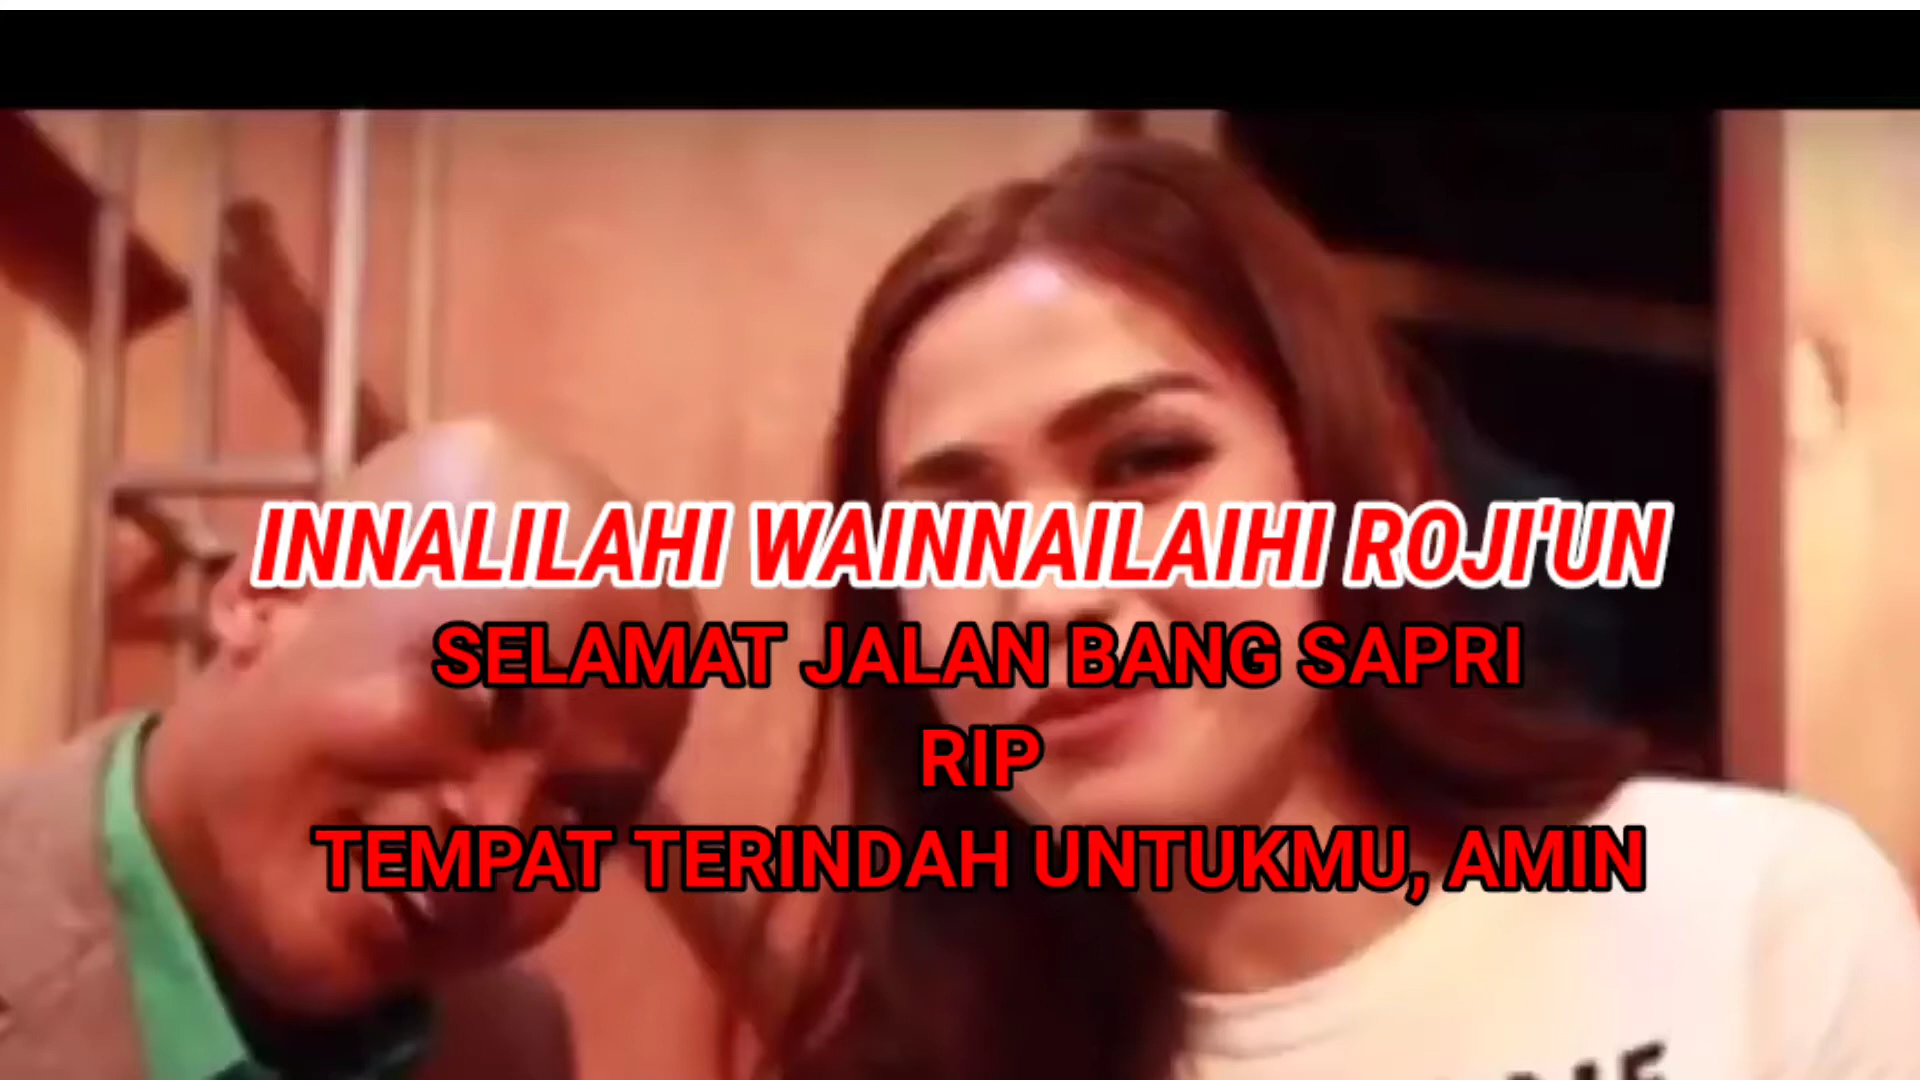 INNALILAHI WAINNAILAIHI ROJI'UN
SELAMAT JALAN BANG SAPRI
RIP
TEMPAT TERINDAH UNTUKMU, AMIN